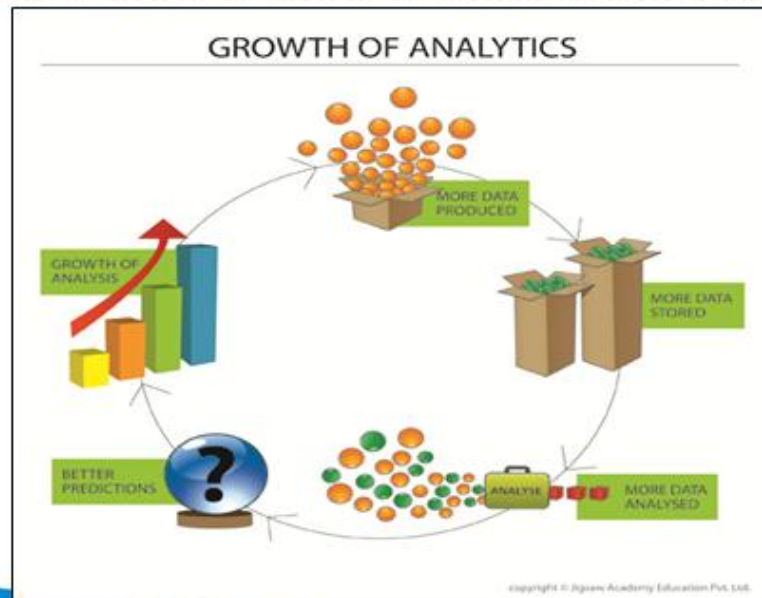 GROWTH OF ANALYTICS
MORE DATA
PRODUCED
MORE DATA
STORED
MORE DATA
ANALYSED
ANALYSE
BETTER
PREDICTIONS
?
GROWTH OF
ANALYSIS
copyright © Jigsaw Academy Education Pvt. Ltd.